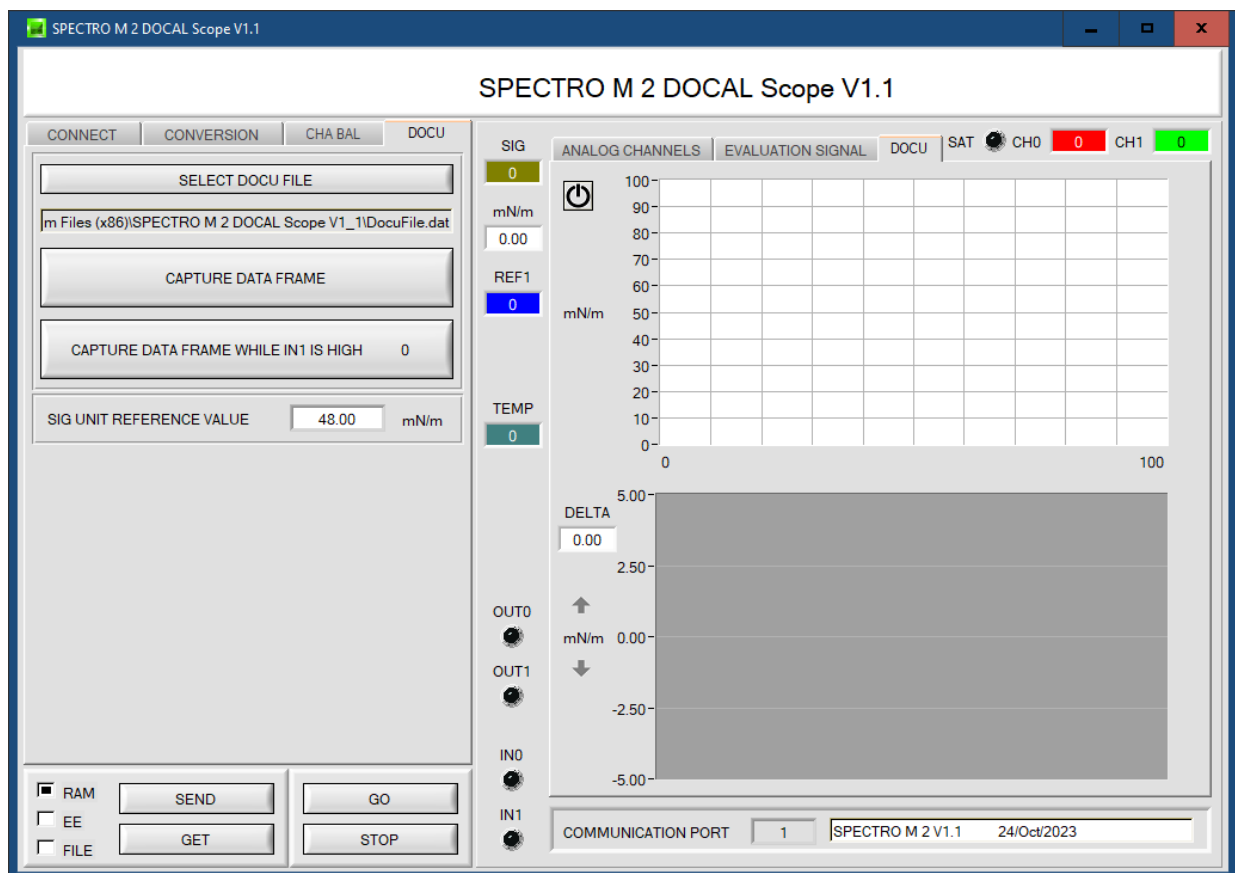 SPECTRO M 2 DOCAL Scope V1.1
SPECTRO M 2 DOCAL Scope V1.1
CONNECT CONVERSION CHA BAL DOCU
SELECT DOCU FILE
m Files (x86)\SPECTRO M 2 DOCAL Scope V1_1\DocuFile.dat
CAPTURE DATA FRAME
CAPTURE DATA FRAME WHILE IN1 IS HIGH 0
SIG UNIT REFERENCE VALUE 48.00 mN/m
RAM
EE
FILE
SEND
GET
GO
STOP
SIG
0
mN/m
0.00
REF1
0
TEMP
0
OUT0
OUT1
IN0
IN1
ANALOG CHANNELS EVALUATION SIGNAL DOCU SAT CH0 0 CH1 0
100
90
80
70
60
mN/m 50
40
30
20
10
0
0 100
5.00
DELTA
0.00
2.50
mN/m 0.00
-2.50
-5.00
COMMUNICATION PORT 1 SPECTRO M 2 V1.1 24/Oct/2023